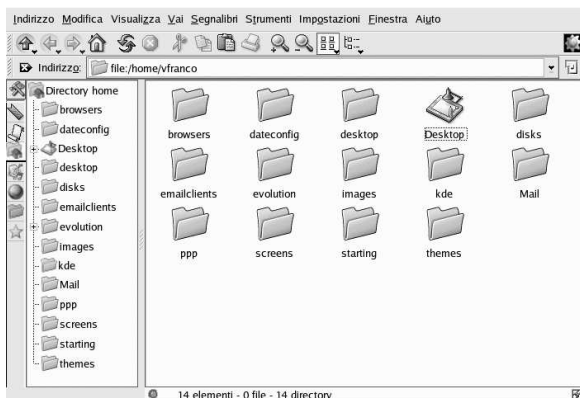 Indirizzo Modifica Visualizza Vai Segnalibri Strumenti Impostazioni Finestra Aiuto
Indirizzo: file:/home/vfranco
Directory home
browsers
dateconfig
Desktop
desktop
disks
emailclients
evolution
images
kde
Mail
ppp
screens
starting
themes
browsers dateconfig desktop Desktop disks
emailclients evolution images kde Mail
ppp screens starting themes
14 elementi - 0 file - 14 directory